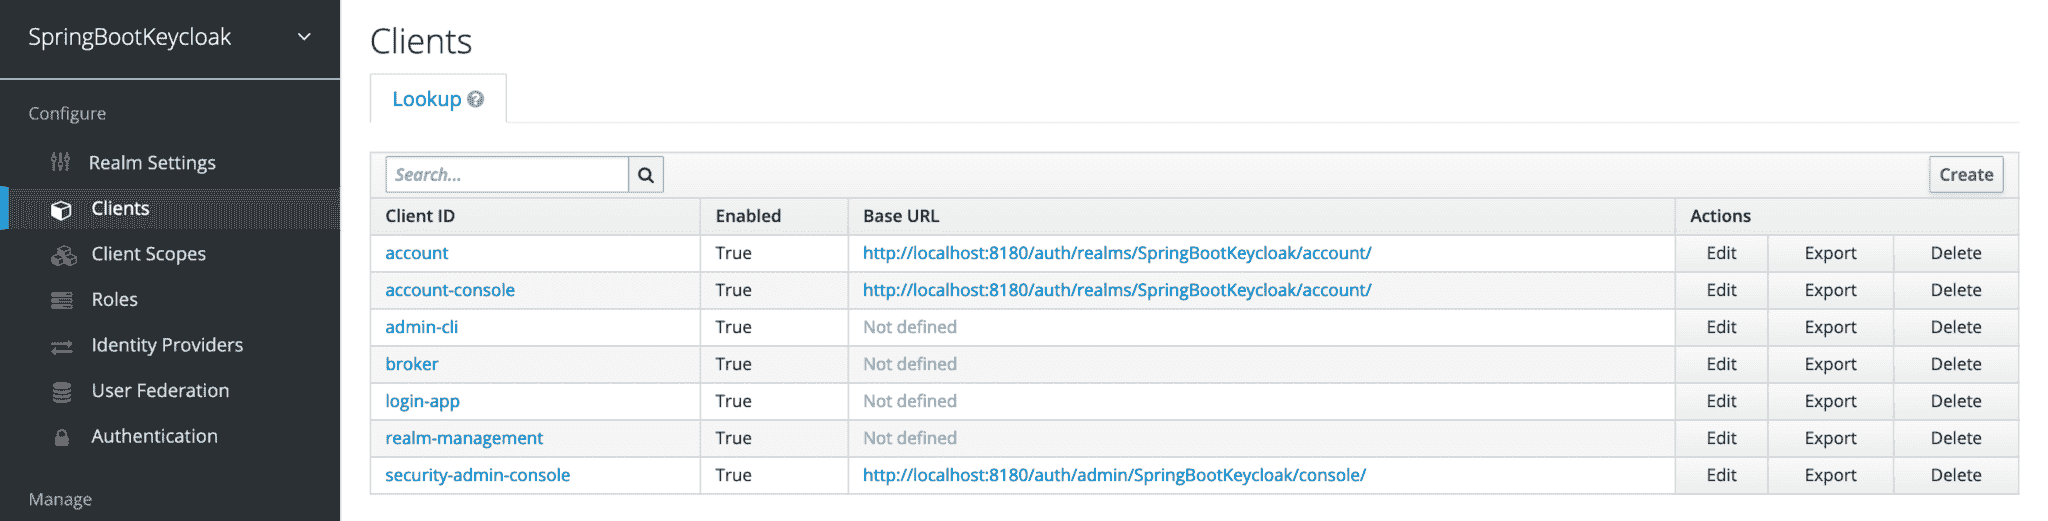 SpringBootKeycloak
Configure
Realm Settings
Clients
Client Scopes
Roles
Identity Providers
User Federation
Authentication
Manage
Clients
Lookup ?
Search...
Create
Client ID Enabled Base URL Actions
account True http://localhost:8180/auth/realms/SpringBootKeycloak/account/ Edit Export Delete
account-console True http://localhost:8180/auth/realms/SpringBootKeycloak/account/ Edit Export Delete
admin-cli True Not defined Edit Export Delete
broker True Not defined Edit Export Delete
login-app True Not defined Edit Export Delete
realm-management True Not defined Edit Export Delete
security-admin-console True http://localhost:8180/auth/admin/SpringBootKeycloak/console/ Edit Export Delete